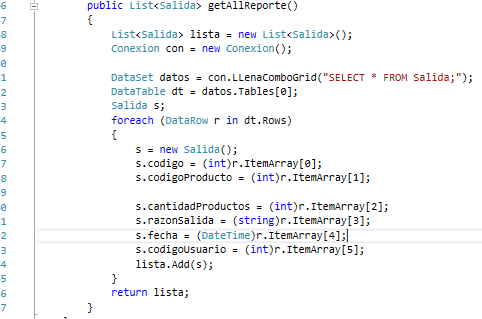 public List<Salida> getAllReporte()
{
List<Salida> lista = new List<Salida>();
Conexion con = new Conexion();
DataSet datos = con.LLenaComboGrid("SELECT * FROM Salida;");
DataTable dt = datos.Tables[0];
Salida s;
foreach (DataRow r in dt.Rows)
{
s = new Salida();
s.codigo = (int)r.ItemArray[0];
s.codigoProducto = (int)r.ItemArray[1];
s.cantidadProductos = (int)r.ItemArray[2];
s.razonSalida = (string)r.ItemArray[3];
s.fecha = (DateTime)r.ItemArray[4];
s.codigoUsuario = (int)r.ItemArray[5];
lista.Add(s);
}
return lista;
}